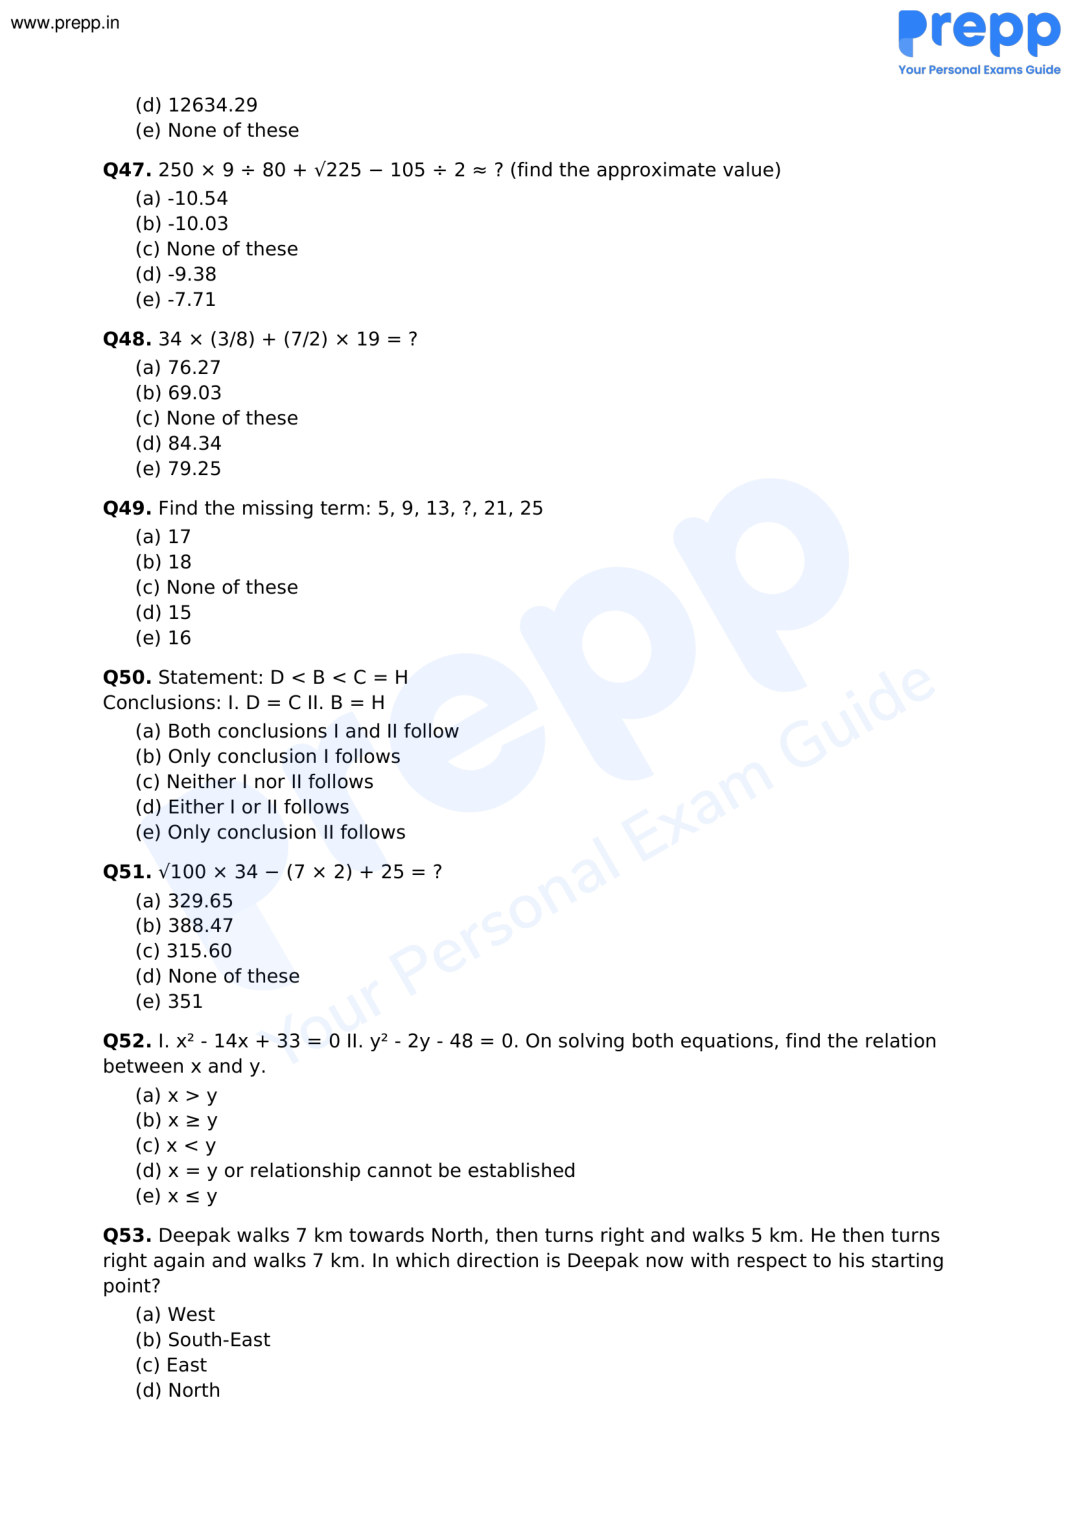 www.prepp.in
Prepp
Your Personal Exams Guide
(d) 12634.29
(e) None of these
Q47. 250 × 9 ÷ 80 + √225 − 105 ÷ 2 ≈ ? (find the approximate value)
(a) -10.54
(b) -10.03
(c) None of these
(d) -9.38
(e) -7.71
Q48. 34 × (3/8) + (7/2) × 19 = ?
(a) 76.27
(b) 69.03
(c) None of these
(d) 84.34
(e) 79.25
Q49. Find the missing term: 5, 9, 13, ?, 21, 25
(a) 17
(b) 18
(c) None of these
(d) 15
(e) 16
Q50. Statement: D < B < C = H
Conclusions: I. D = C II. B = H
(a) Both conclusions I and II follow
(b) Only conclusion I follows
(c) Neither I nor II follows
(d) Either I or II follows
(e) Only conclusion II follows
Q51. √100 × 34 − (7 × 2) + 25 = ?
(a) 329.65
(b) 388.47
(c) 315.60
(d) None of these
(e) 351
Q52. I. x² - 14x + 33 = 0 II. y² - 2y - 48 = 0. On solving both equations, find the relation
between x and y.
(a) x > y
(b) x ≥ y
(c) x < y
(d) x = y or relationship cannot be established
(e) x ≤ y
Q53. Deepak walks 7 km towards North, then turns right and walks 5 km. He then turns
right again and walks 7 km. In which direction is Deepak now with respect to his starting
point?
(a) West
(b) South-East
(c) East
(d) North
prepp
Your Personal Exam Guide